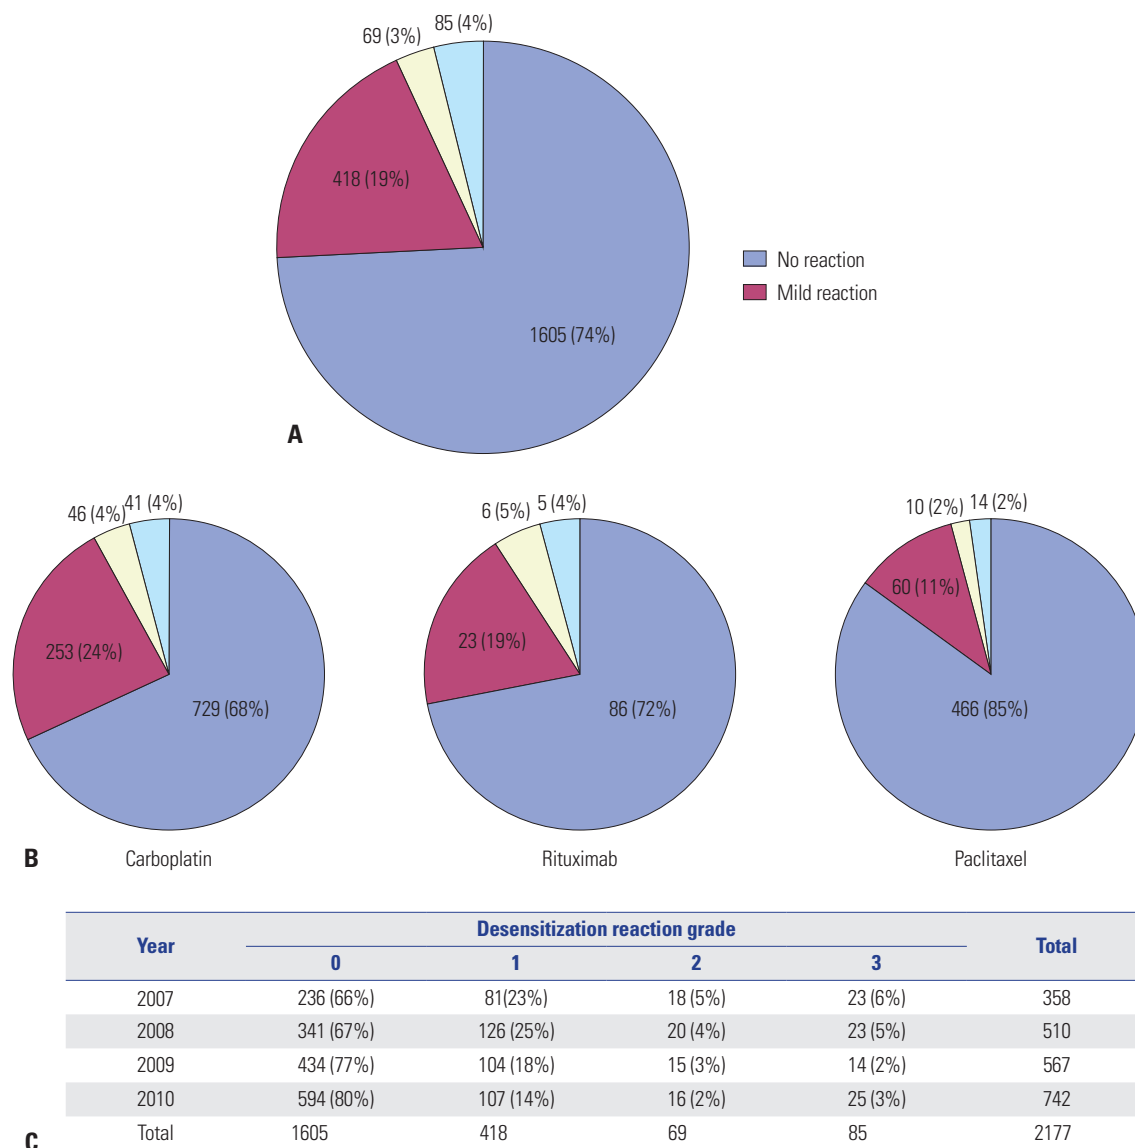 69 (3%) 85 (4%)
418 (19%)
1605 (74%)
No reaction
Mild reaction
A
46 (4%) 41 (4%)
253 (24%)
729 (68%)
6 (5%) 5 (4%)
23 (19%)
86 (72%)
10 (2%) 14 (2%)
60 (11%)
466 (85%)
B Carboplatin Rituximab Paclitaxel
Year Desensitization reaction grade Total
0 1 2 3
2007 236 (66%) 81(23%) 18 (5%) 23 (6%) 358
2008 341 (67%) 126 (25%) 20 (4%) 23 (5%) 510
2009 434 (77%) 104 (18%) 15 (3%) 14 (2%) 567
2010 594 (80%) 107 (14%) 16 (2%) 25 (3%) 742
C Total 1605 418 69 85 2177